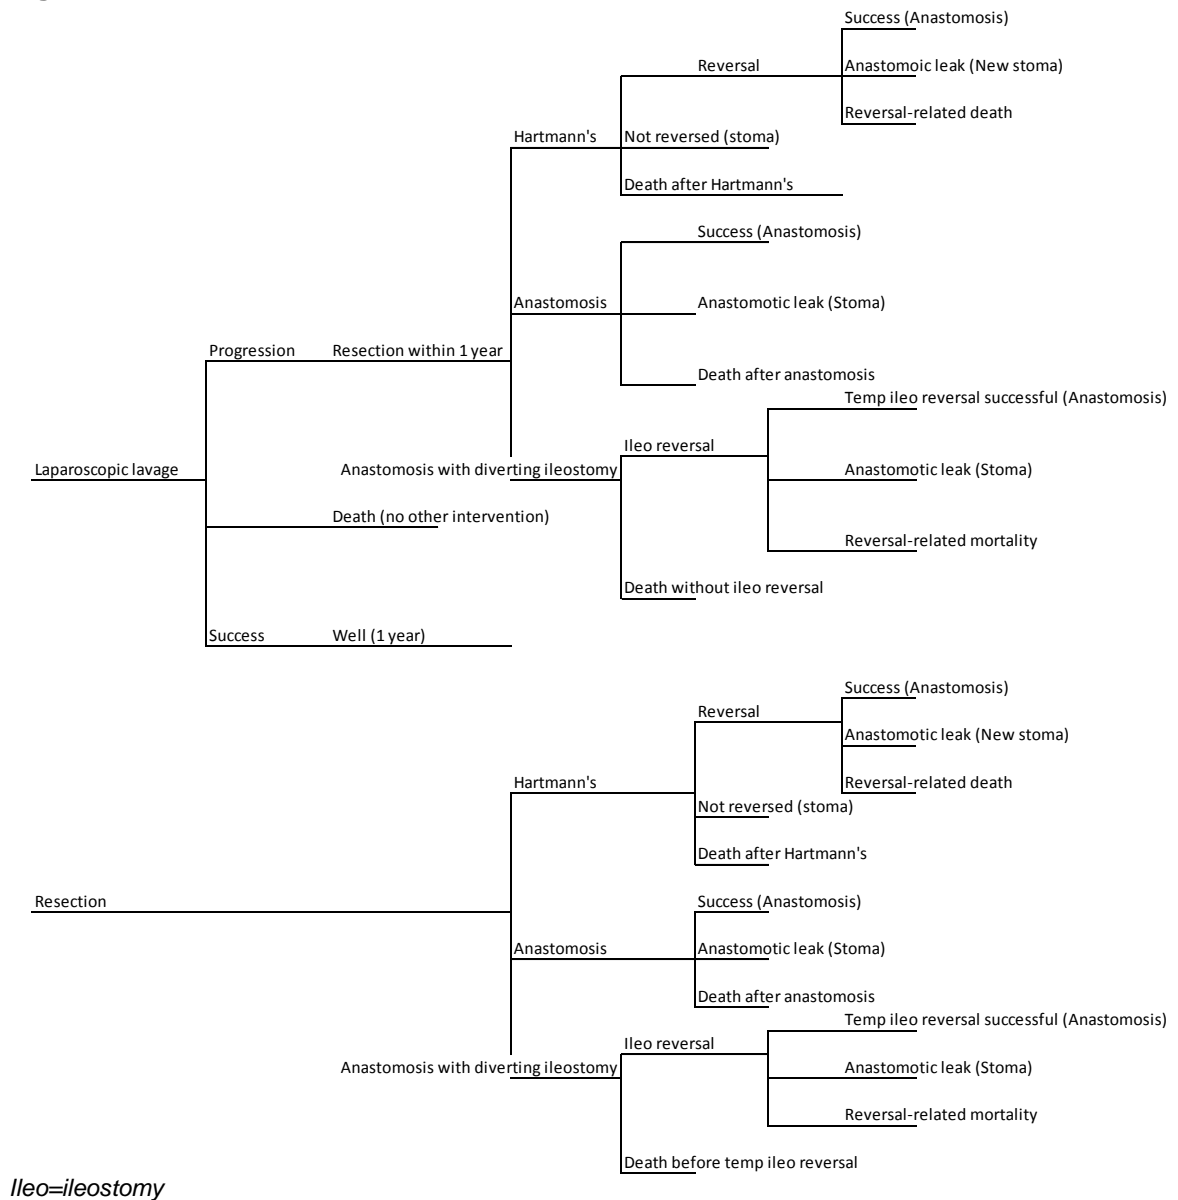 Success (Anastomosis)
Reversal
Anastomoic leak (New stoma)
Reversal-related death
Hartmann's
Not reversed (stoma)
Death after Hartmann's
Success (Anastomosis)
Anastomosis
Anastomotic leak (Stoma)
Progression
Resection within 1 year
Death after anastomosis
Temp ileo reversal successful (Anastomosis)
Ileo reversal
Laparoscopic lavage
Anastomosis with diverting ileostomy
Anastomotic leak (Stoma)
Death (no other intervention)
Reversal-related mortality
Death without ileo reversal
Success
Well (1 year)
Success (Anastomosis)
Reversal
Anastomotic leak (New stoma)
Hartmann's
Reversal-related death
Not reversed (stoma)
Death after Hartmann's
Resection
Success (Anastomosis)
Anastomosis
Anastomotic leak (Stoma)
Death after anastomosis
Temp ileo reversal successful (Anastomosis)
Ileo reversal
Anastomosis with diverting ileostomy
Anastomotic leak (Stoma)
Reversal-related mortality
Death before temp ileo reversal
Ileo=ileostomy